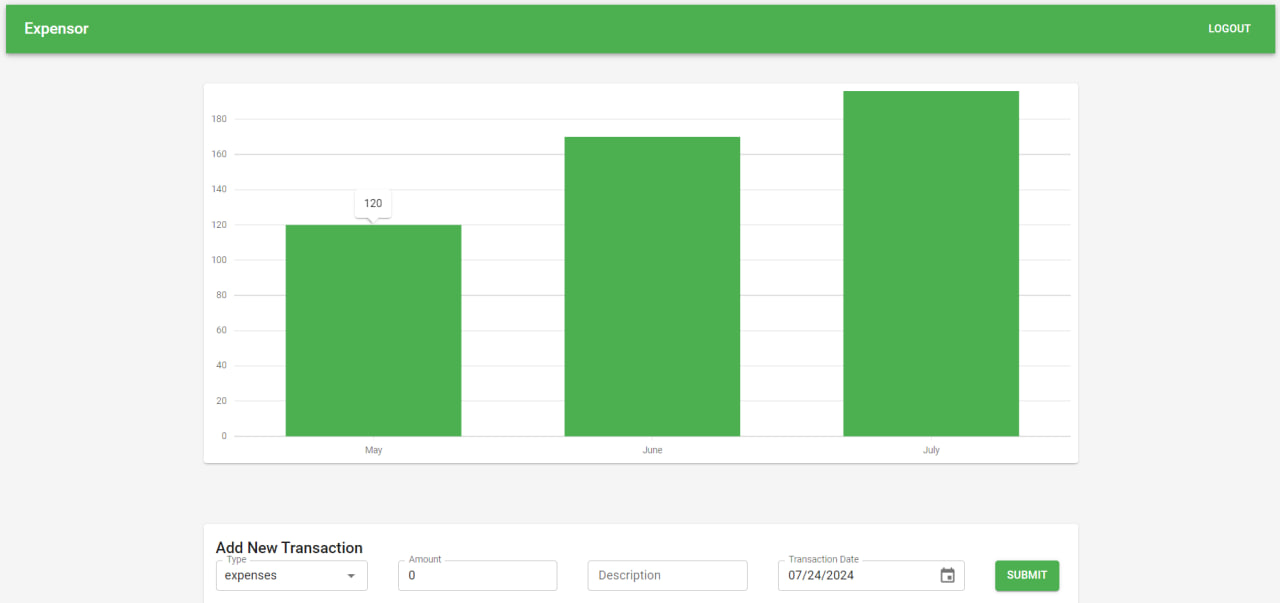 Expensor LOGOUT
180
160
140
120
120
100
80
60
40
20
0
May June July
Add New Transaction
Type Amount Transaction Date
expenses 0 Description 07/24/2024 SUBMIT